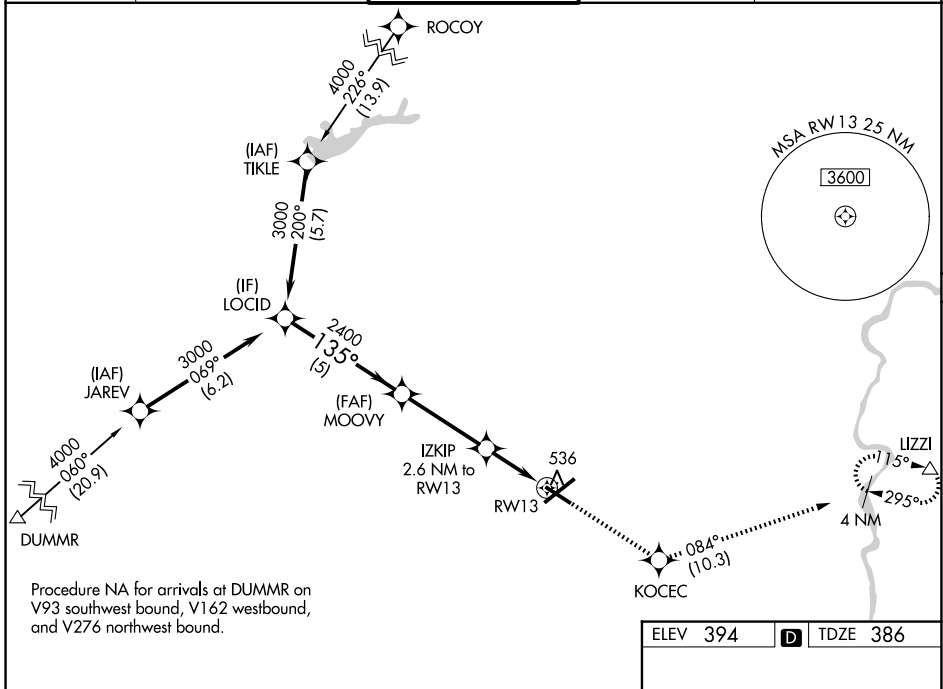 ROCOY
4000
226°
(13.9)
(IAF)
TIKLE
MSA RW13 25 NM
3600
3000
200°
(5.7)
(IF)
LOCID
2400
135°
(5)
3000
069°
(6.2)
(IAF)
JAREV
(FAF)
MOOVY
IZKIP
2.6 NM to
RW13
536
RW13
LIZZI
115°
295°
4 NM
4000
060°
(20.9)
DUMMR
084°
(10.3)
KOCEC
Procedure NA for arrivals at DUMMR on
V93 southwest bound, V162 westbound,
and V276 northwest bound.
ELEV 394 D TDZE 386